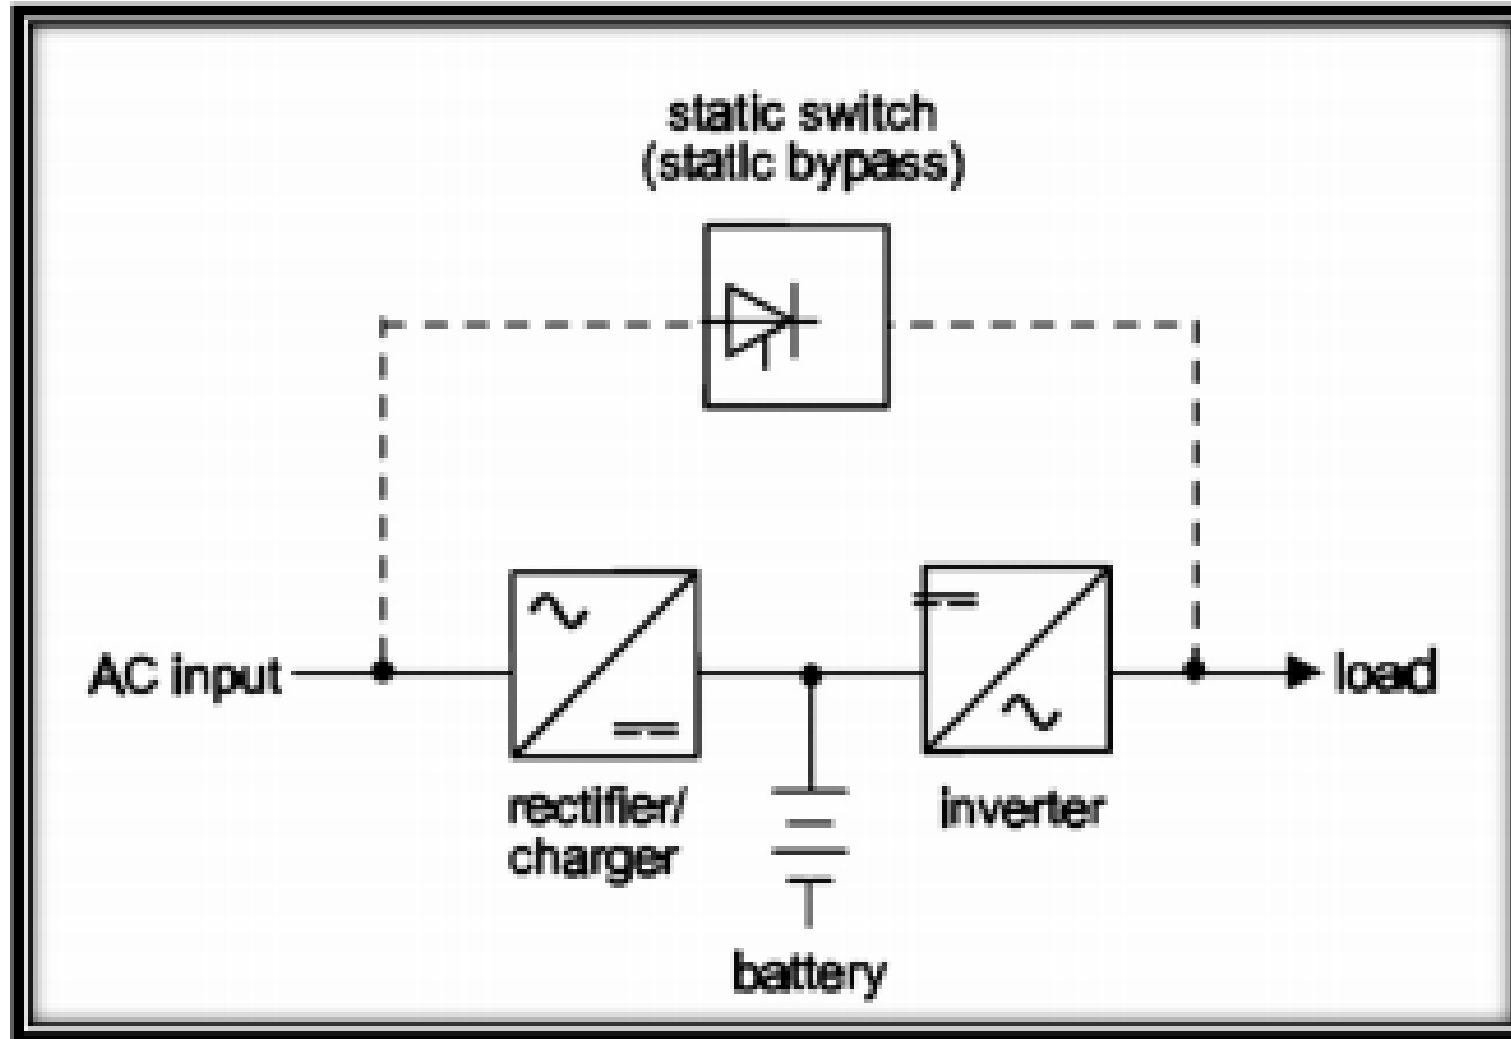 static switch
(static bypass)
AC input
load
rectifier/
charger
inverter
battery